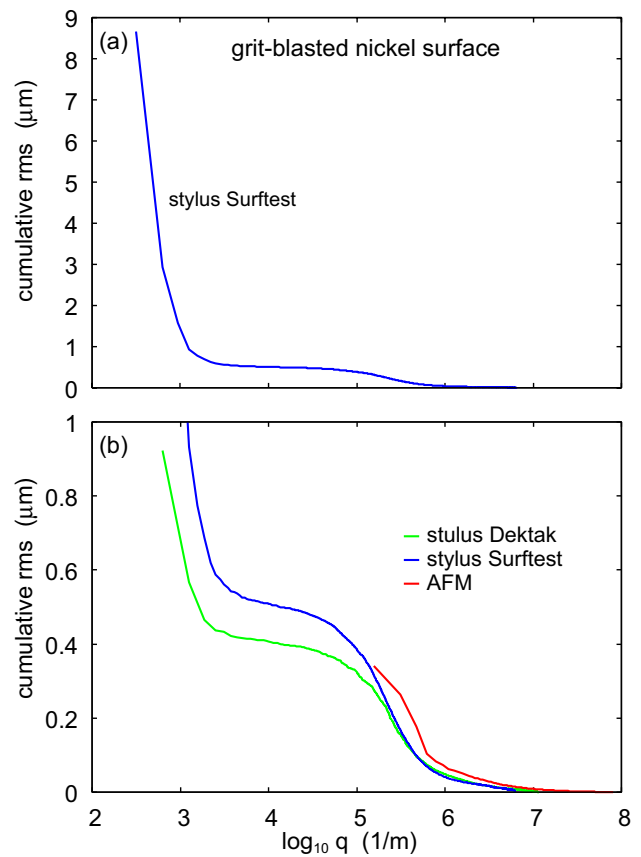 9
(a)
grit-blasted nickel surface
8
7
6
5
stylus Surftest
4
3
2
1
0
cumulative rms (μm)
1
(b)
0.8
stulus Dektak
stylus Surftest
0.6
AFM
0.4
0.2
0
cumulative rms (μm)
2 3 4 5 6 7 8
log₁₀ q (1/m)